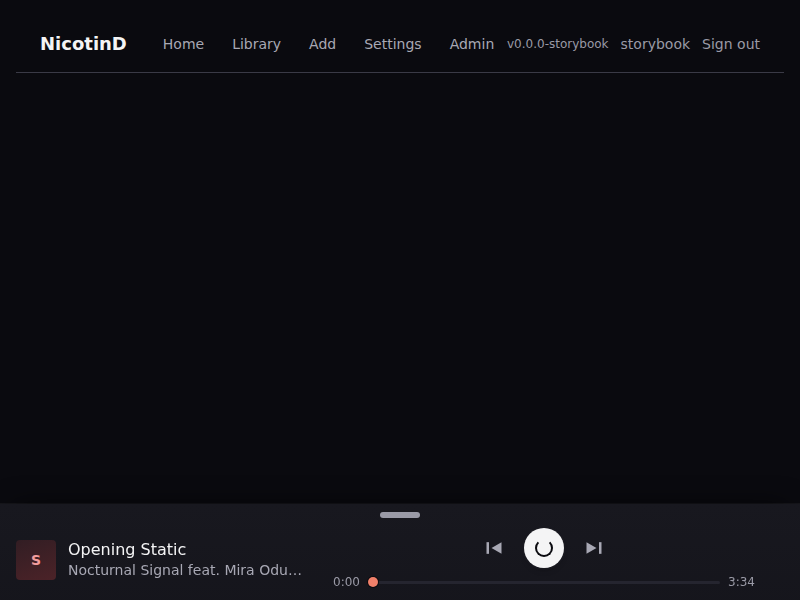 NicotinD Home Library Add Settings Admin v0.0.0-storybook storybook Sign out
S
Opening Static
Nocturnal Signal feat. Mira Odu…
0:00 3:34